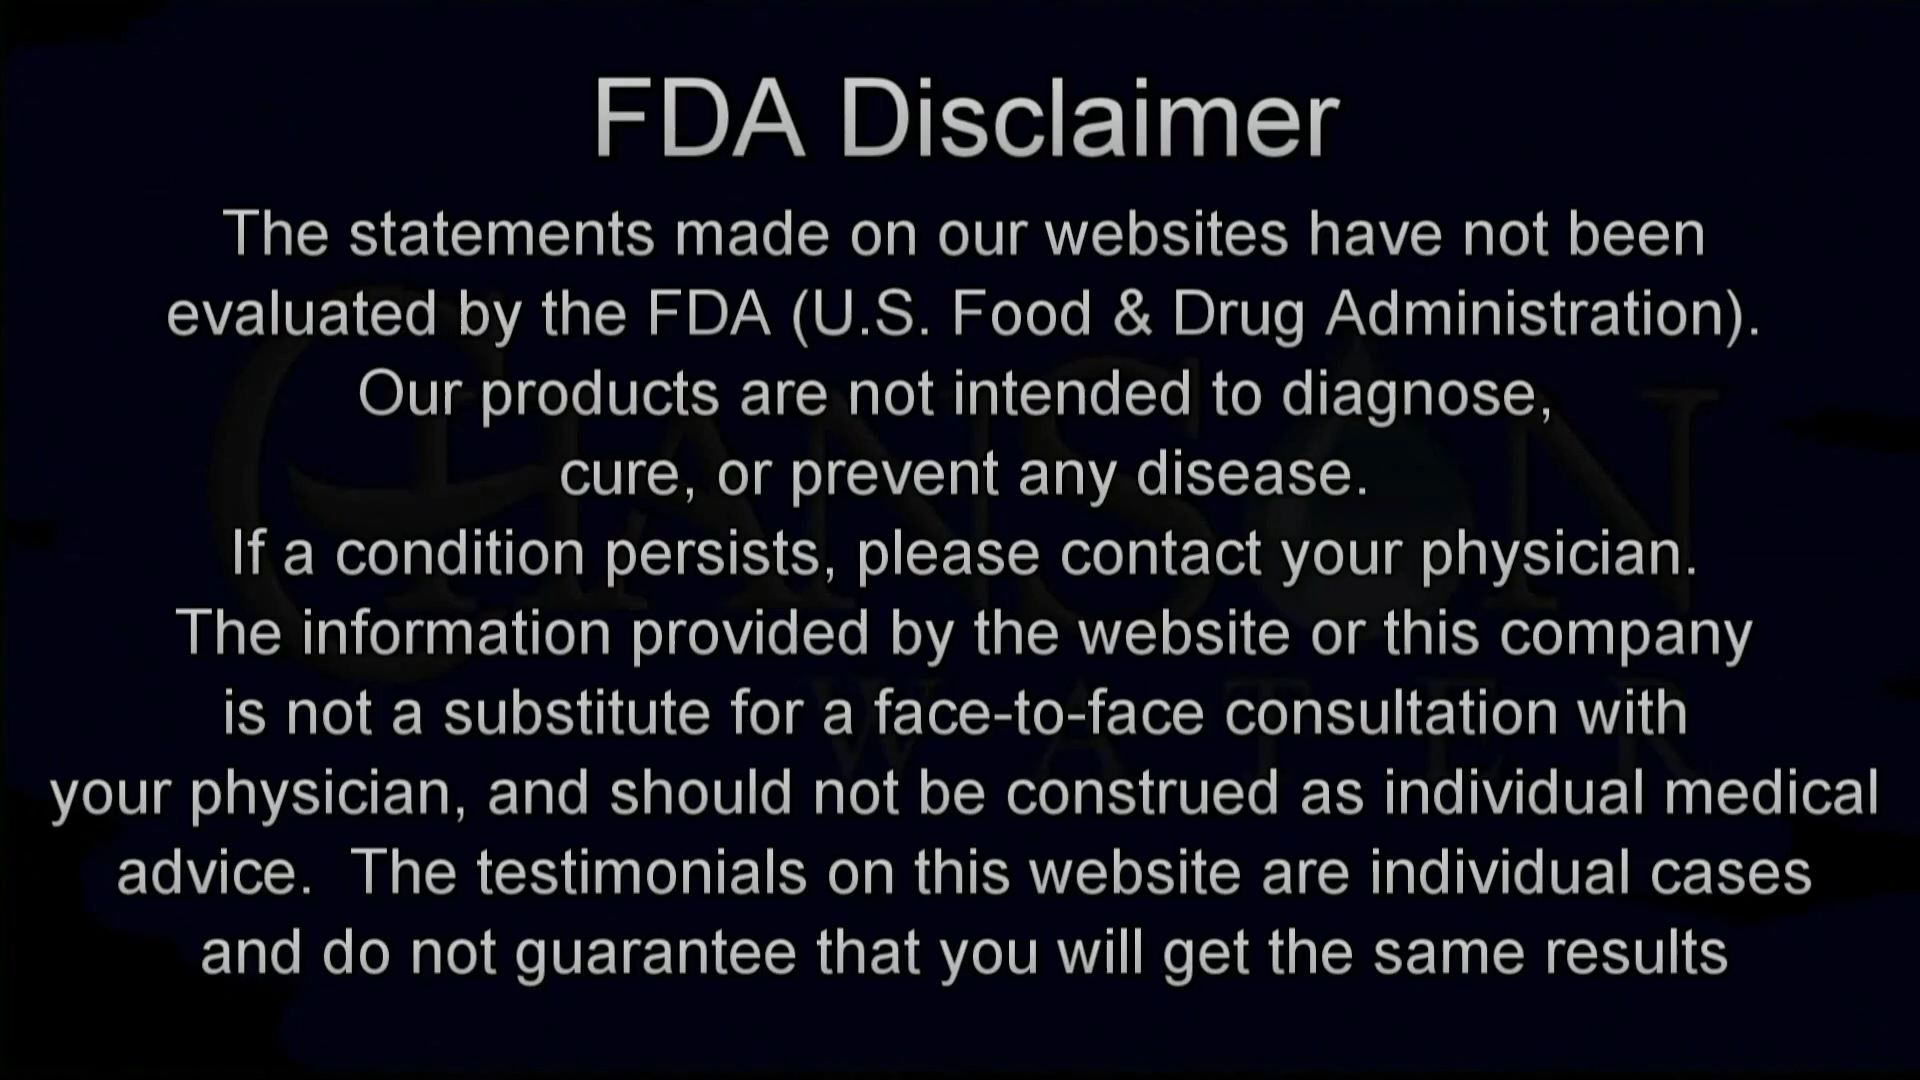 FDA Disclaimer
The statements made on our websites have not been
evaluated by the FDA (U.S. Food & Drug Administration).
Our products are not intended to diagnose,
cure, or prevent any disease.
If a condition persists, please contact your physician.
The information provided by the website or this company
is not a substitute for a face-to-face consultation with
your physician, and should not be construed as individual medical
advice.  The testimonials on this website are individual cases
and do not guarantee that you will get the same results
CHANSON
WATER